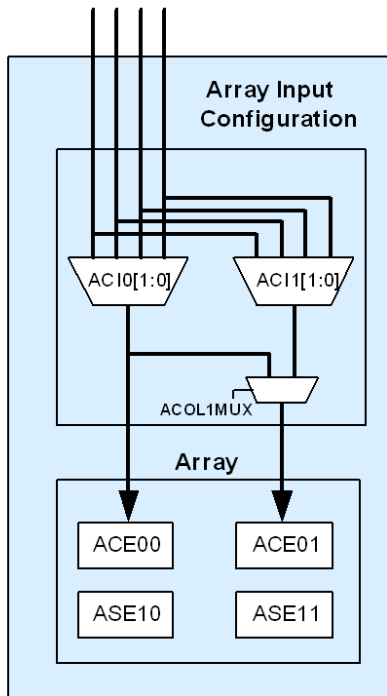 Array Input
Configuration
ACI0[1:0]
ACI1[1:0]
ACOL1MUX
Array
ACE00
ACE01
ASE10
ASE11